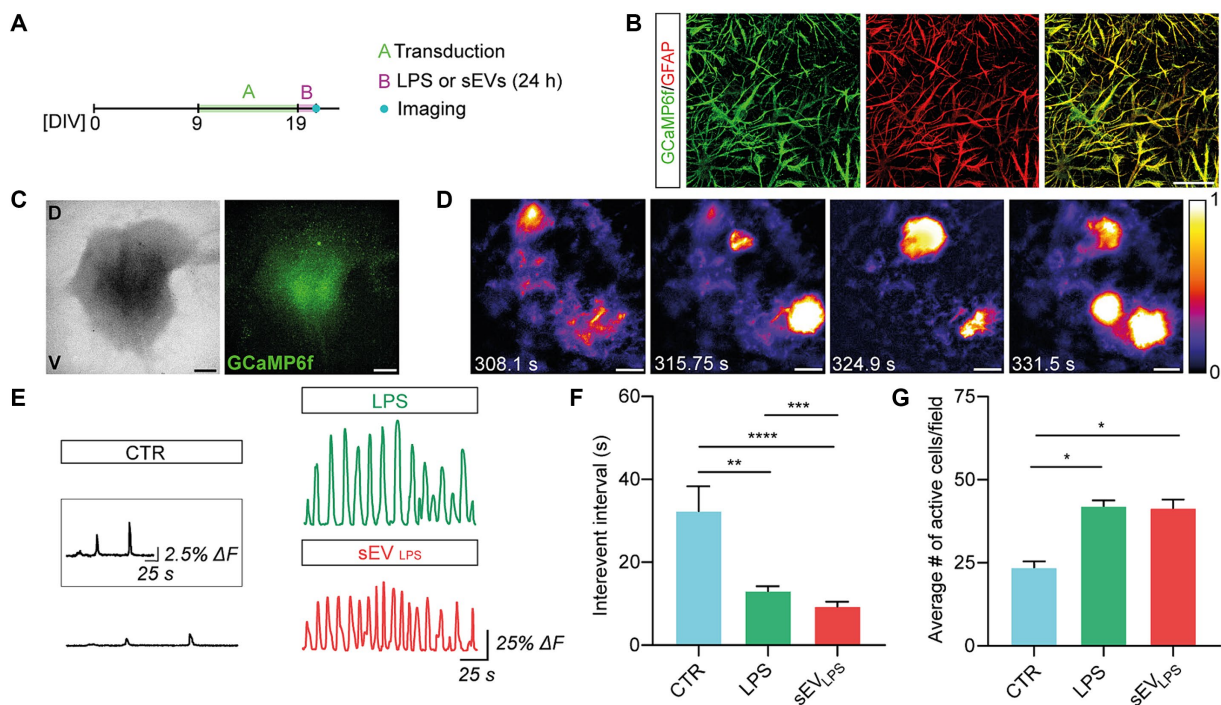 A
A Transduction
B LPS or sEVs (24 h)
Imaging
A B
[DIV] 0 9 19
B
GCaMP6f/GFAP
C
D
V
GCaMP6f
D
308.1 s
315.75 s
324.9 s
331.5 s
1
0
E
CTR
2.5% ΔF
25 s
LPS
sEV LPS
25% ΔF
25 s
F
Interevent interval (s)
60
40
20
0
***
****
**
CTR
LPS
sEVLPS
G
Average # of active cells/field
75
50
25
0
*
*
CTR
LPS
sEVLPS